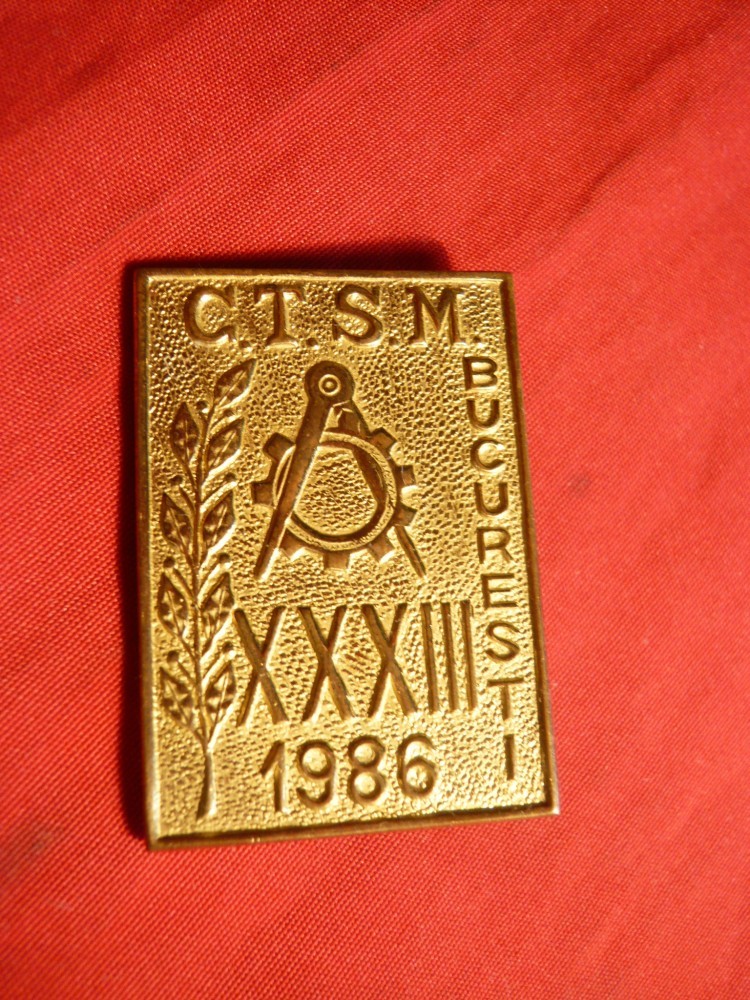 C.T.S.M.
BUCURESTI
XXXIII
1986